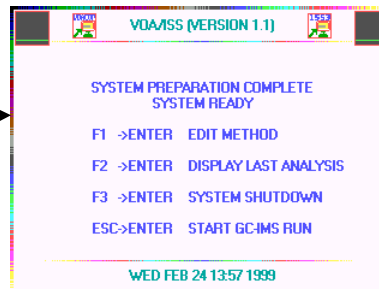 VOA/ISS (VERSION 1.1)
SYSTEM PREPARATION COMPLETE
SYSTEM READY
F1 ->ENTER EDIT METHOD
F2 ->ENTER DISPLAY LAST ANALYSIS
F3 ->ENTER SYSTEM SHUTDOWN
ESC->ENTER START GC-IMS RUN
WED FEB 24 13:57 1999